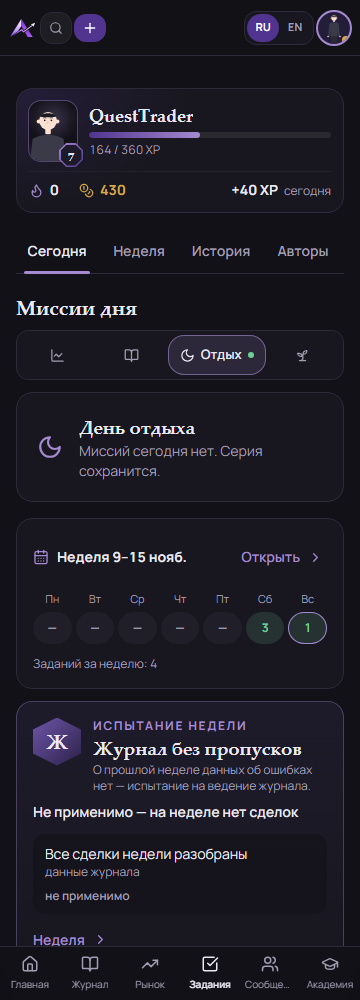 RU EN
QuestTrader
7
164 / 360 XP
0 430 +40 XP сегодня
Сегодня Неделя История Авторы
Миссии дня
Отдых
День отдыха
Миссий сегодня нет. Серия
сохранится.
Неделя 9–15 нояб. Открыть
Пн Вт Ср Чт Пт Сб Вс
– – – – – 3 1
Заданий за неделю: 4
ИСПЫТАНИЕ НЕДЕЛИ
Ж
Журнал без пропусков
О прошлой неделе данных об ошибках
нет — испытание на ведение журнала.
Не применимо — на неделе нет сделок
Все сделки недели разобраны
данные журнала
не применимо
Неделя
Главная Журнал Рынок Задания Сообще... Академия